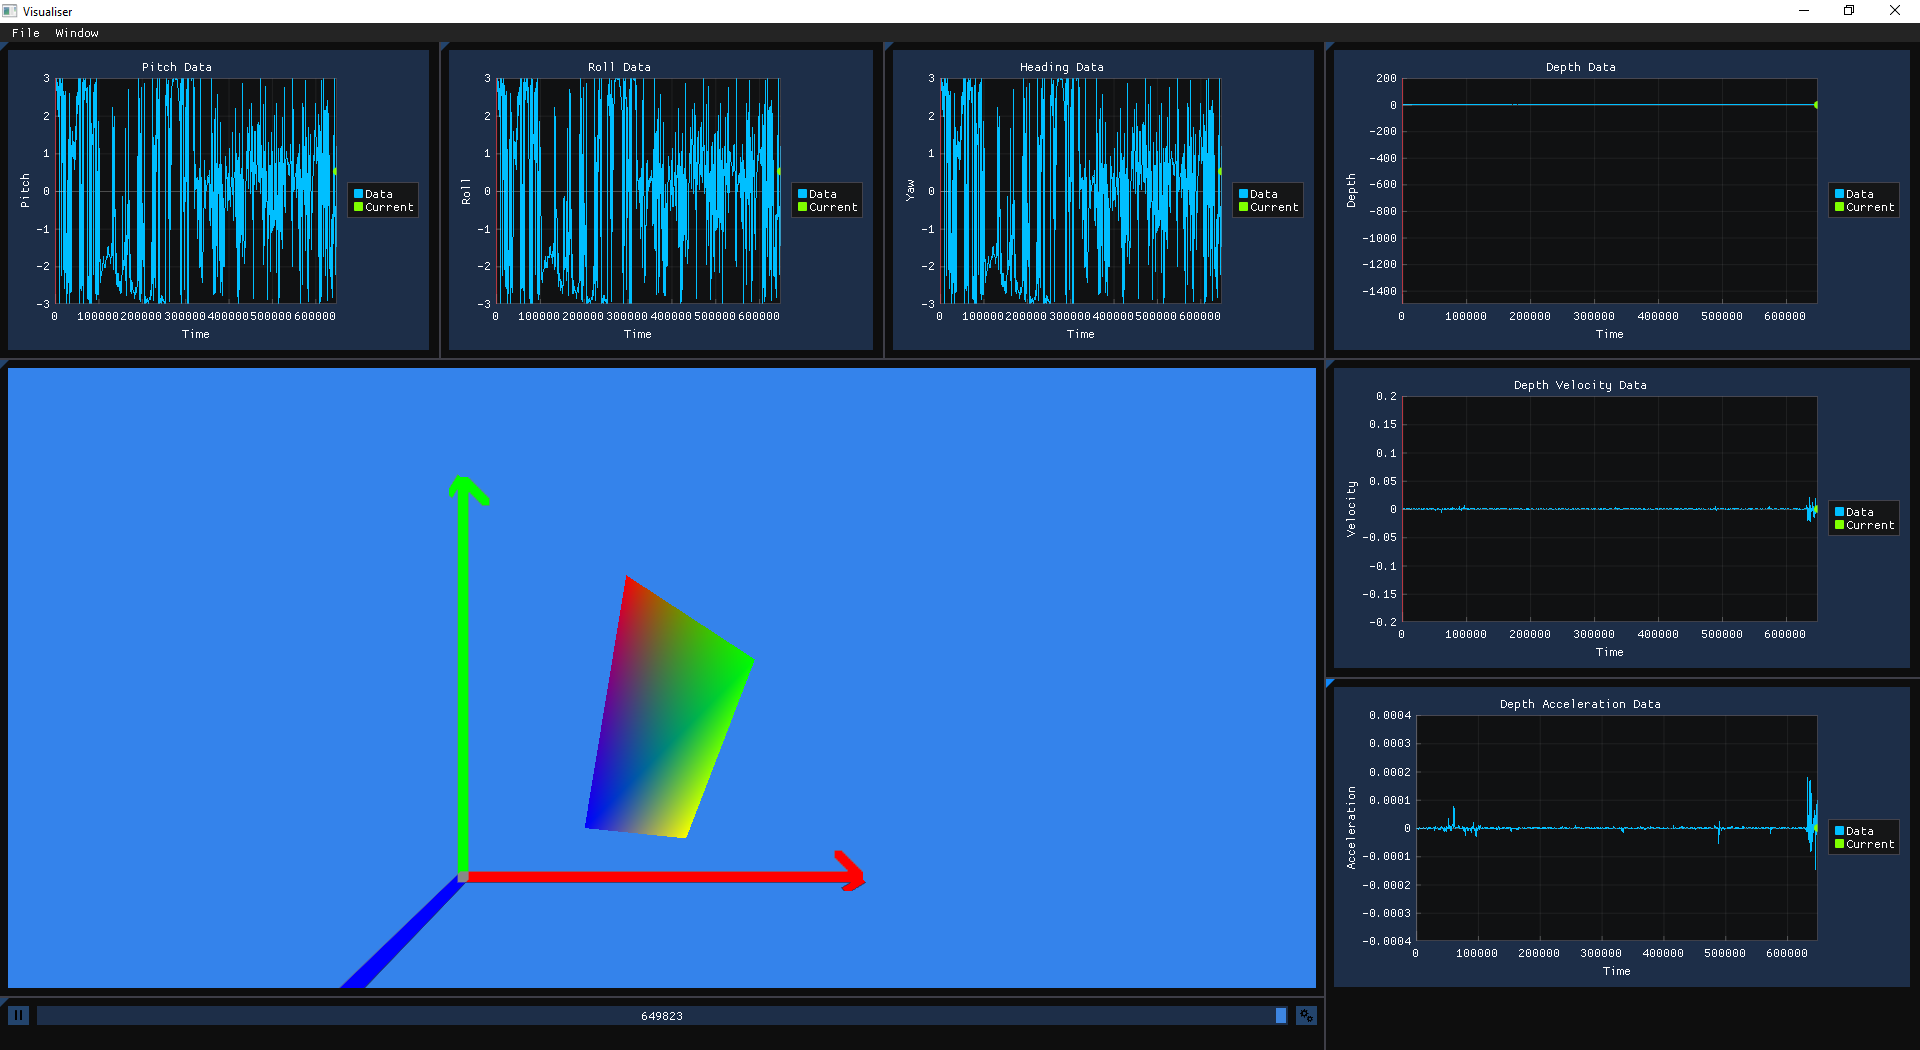 Visualiser
File Window
Pitch Data
3
2
1
0
-1
-2
-3
Pitch
0 100000 200000 300000 400000 500000 600000
Time
Data
Current
Roll Data
3
2
1
0
-1
-2
-3
Roll
0 100000 200000 300000 400000 500000 600000
Time
Data
Current
Heading Data
3
2
1
0
-1
-2
-3
Yaw
0 100000 200000 300000 400000 500000 600000
Time
Data
Current
Depth Data
200
0
-200
-400
-600
-800
-1000
-1200
-1400
Depth
0 100000 200000 300000 400000 500000 600000
Time
Data
Current
Depth Velocity Data
0.2
0.15
0.1
0.05
0
-0.05
-0.1
-0.15
-0.2
Velocity
0 100000 200000 300000 400000 500000 600000
Time
Data
Current
Depth Acceleration Data
0.0004
0.0003
0.0002
0.0001
0
-0.0001
-0.0002
-0.0003
-0.0004
Acceleration
0 100000 200000 300000 400000 500000 600000
Time
Data
Current
649823